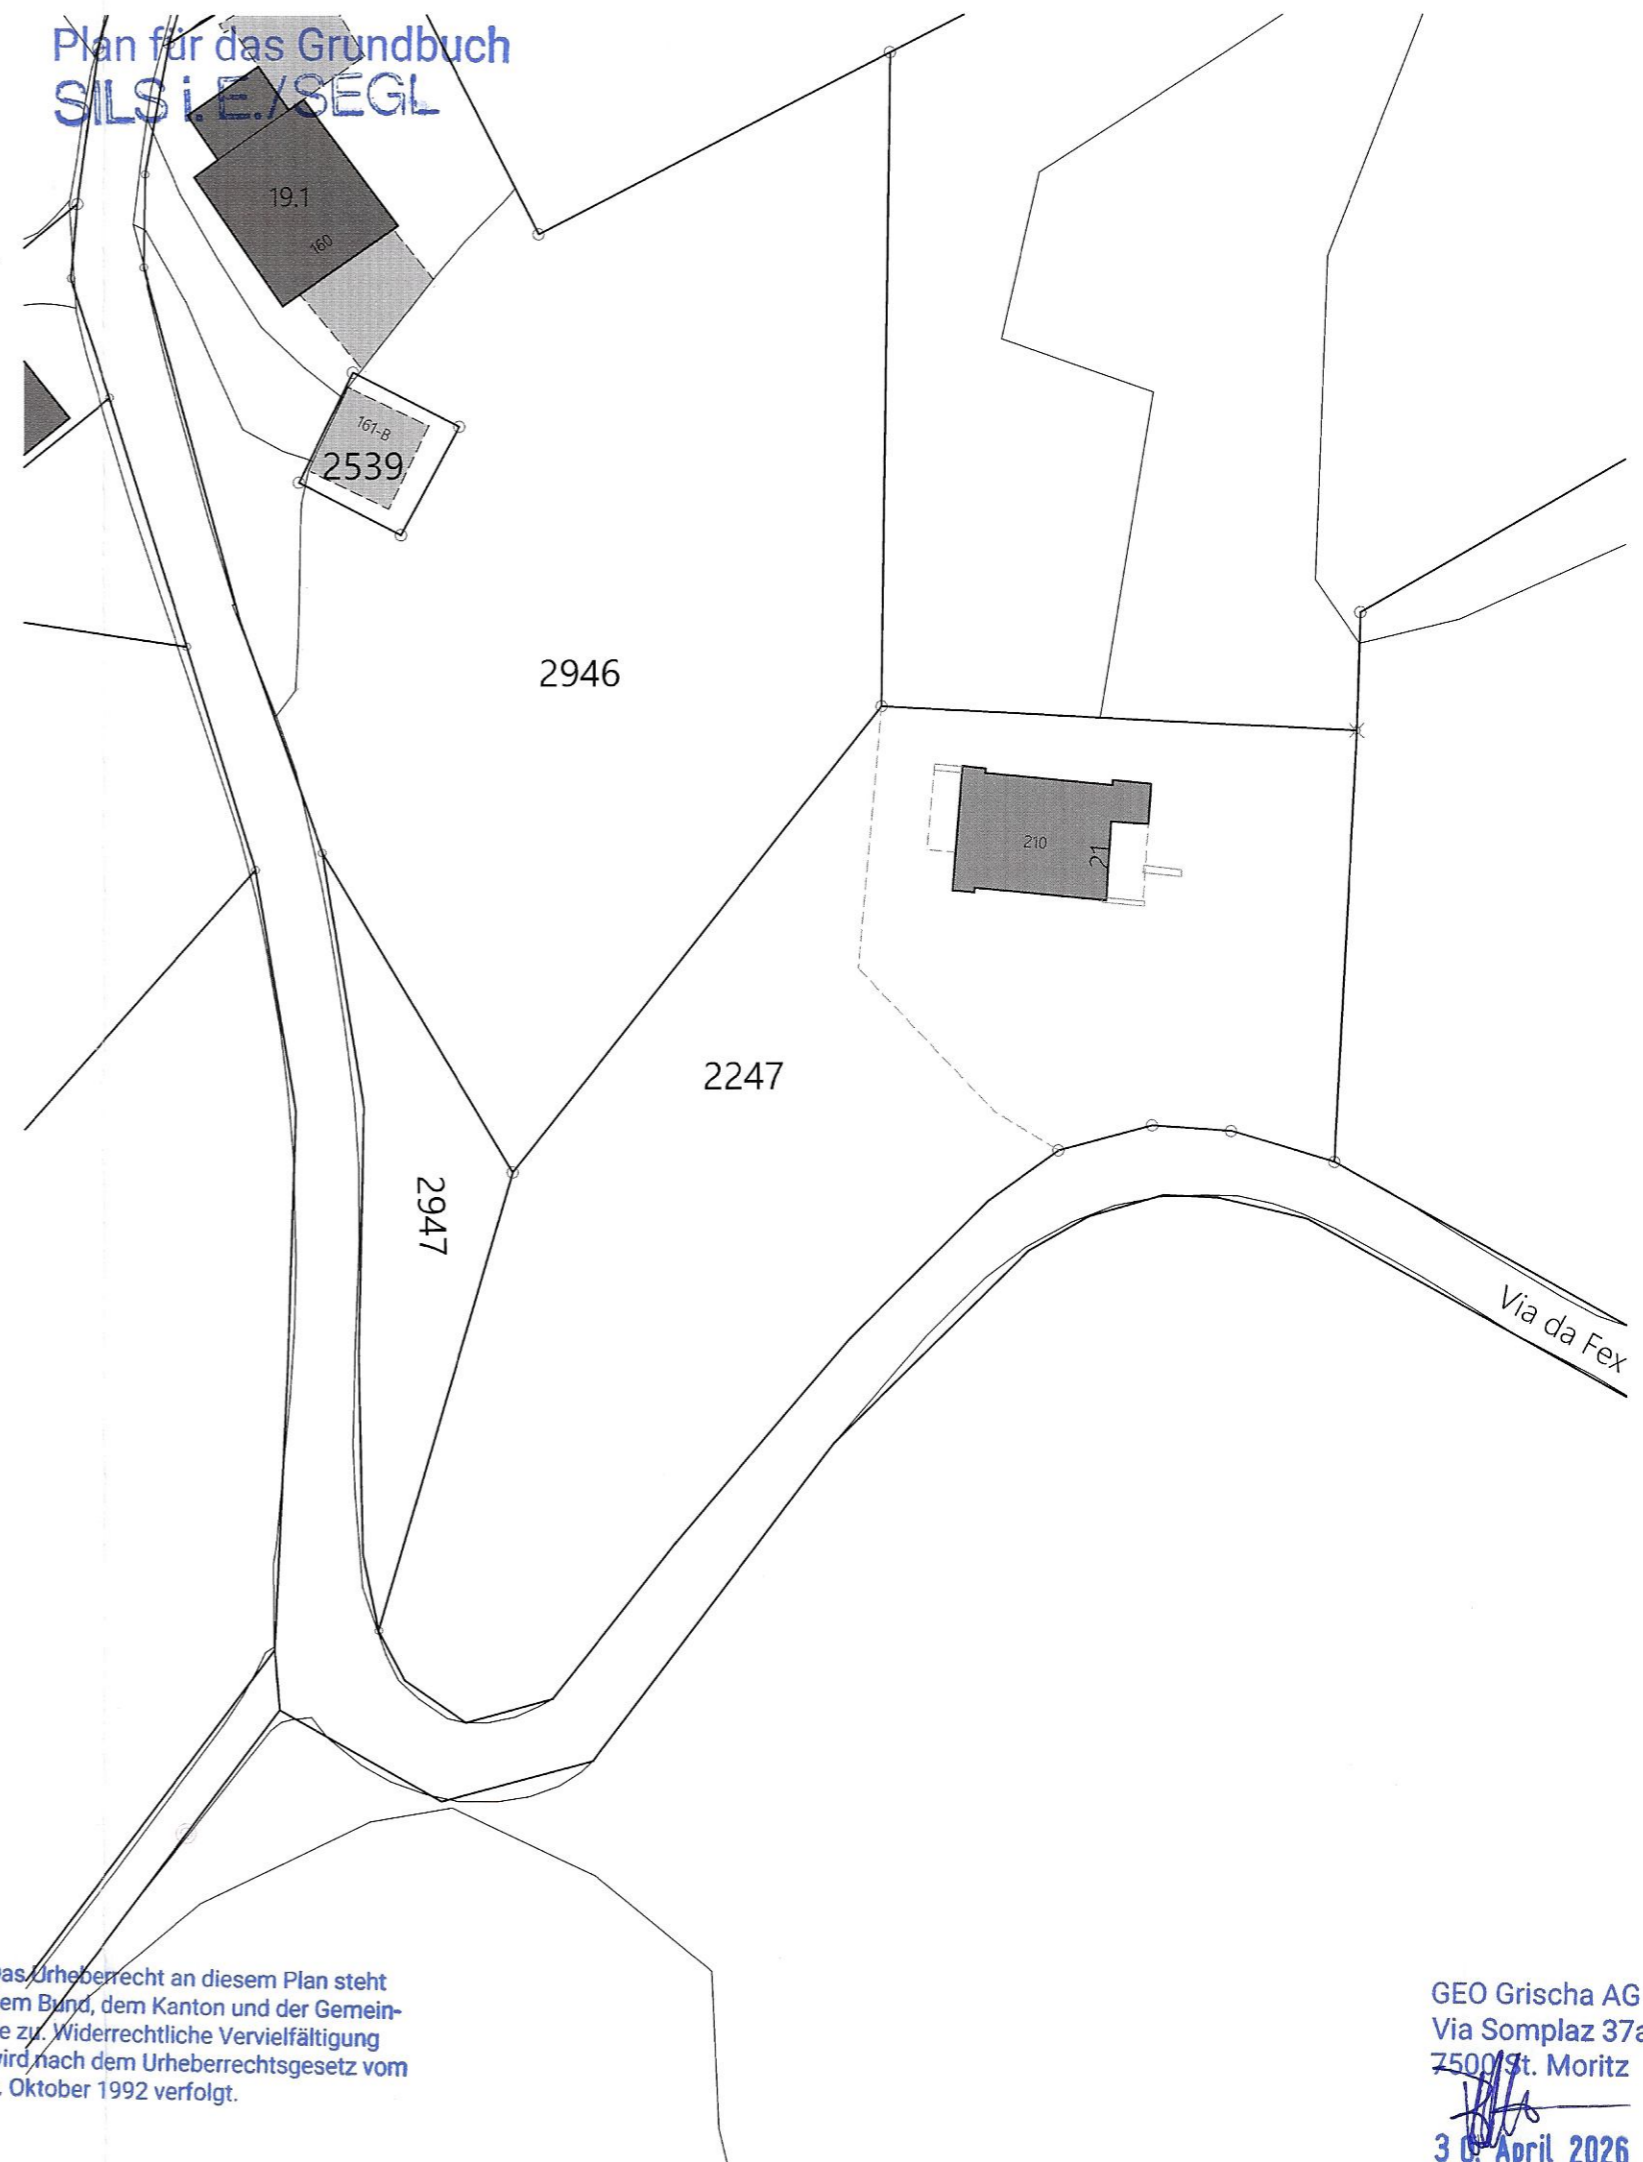 Plan für das Grundbuch
SILS i. E./SEGL
19.1
160
161-B
2539
2946
210
21
2247
2947
Via da Fex
as Urheberrecht an diesem Plan steht
em Bund, dem Kanton und der Gemein-
e zu. Widerrechtliche Vervielfältigung
ird nach dem Urheberrechtsgesetz vom
. Oktober 1992 verfolgt.
GEO Grischa AG
Via Somplaz 37a
7500 St. Moritz
30. April 2026